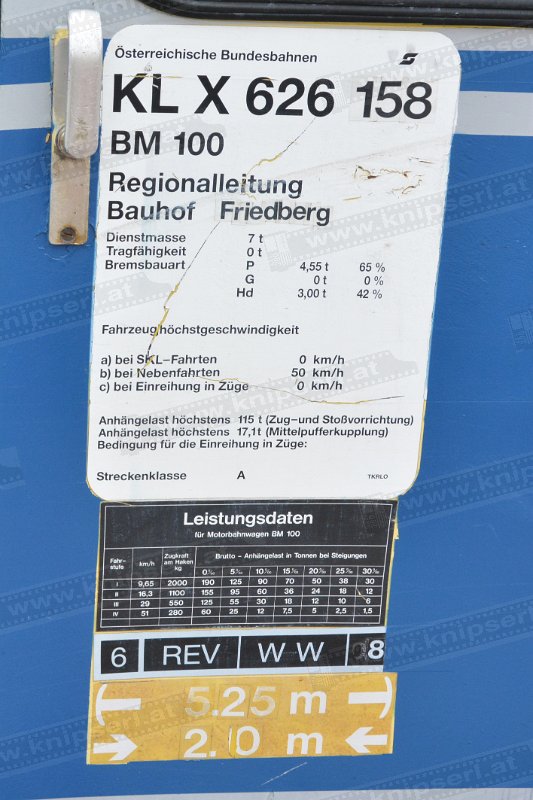 Österreichische Bundesbahnen
KL X 626 158
BM 100
Regionalleitung
Bauhof Friedberg
Dienstmasse 7 t
Tragfähigkeit 0 t
Bremsbauart P 4,55 t 65 %
G 0 t 0 %
Hd 3,00 t 42 %
Fahrzeughöchstgeschwindigkeit
a) bei SKL-Fahrten 0 km/h
b) bei Nebenfahrten 50 km/h
c) bei Einreihung in Züge 0 km/h
Anhängelast höchstens 115 t (Zug-und Stoßvorrichtung)
Anhängelast höchstens 17,1t (Mittelpufferkupplung)
Bedingung für die Einreihung in Züge:
Streckenklasse A TKRLO
Leistungsdaten
für Motorbahnwagen BM 100
Fahr-stufe km/h Zugkraft am Haken kg Brutto - Anhängelast in Tonnen bei Steigungen
0‰ 5‰ 10‰ 15‰ 20‰ 25‰ 30‰
I 9,65 2000 190 125 90 70 50 38 30
II 16,3 1100 155 95 60 36 24 18 12
III 29 550 125 55 30 18 12 10 6
IV 51 280 60 25 12 7,5 5 2,5 1,5
6 REV W W 8
5.25 m
2.10 m
www.knipserl.at